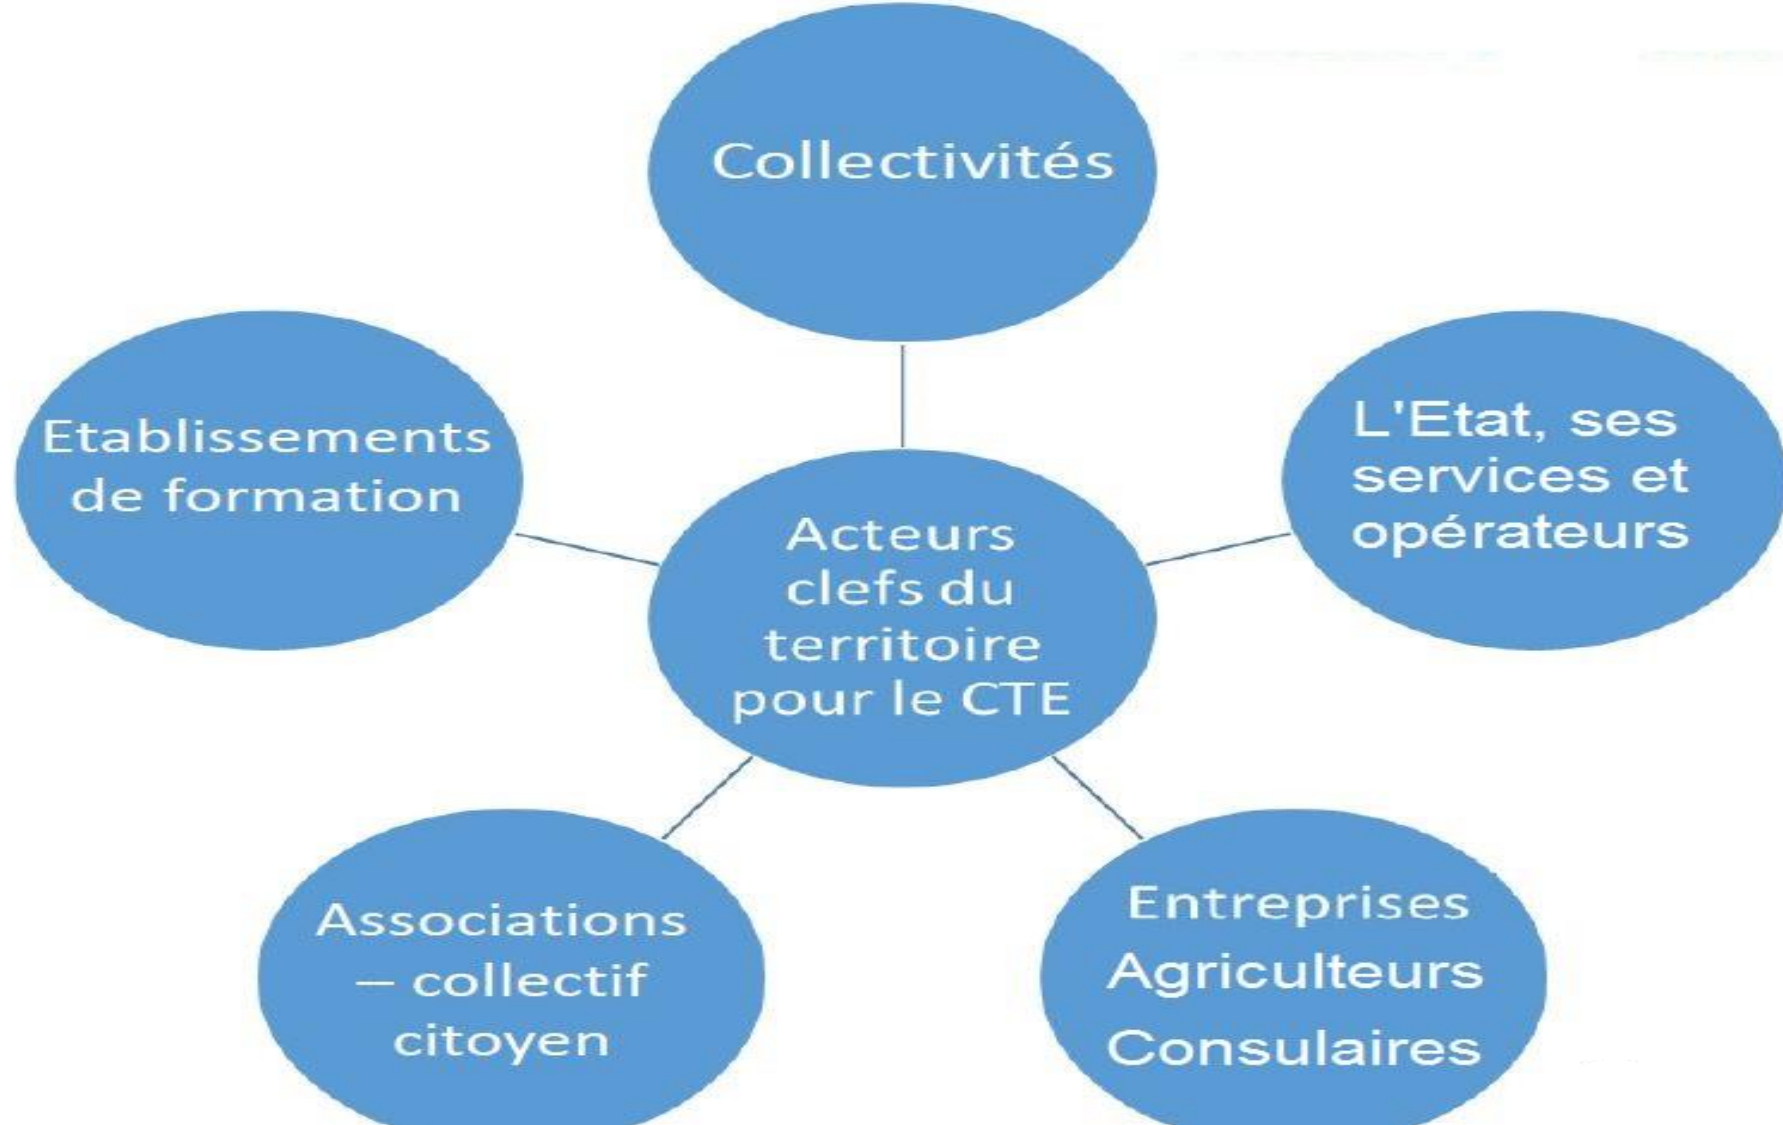 Collectivités
Etablissements
de formation
L'Etat, ses
services et
opérateurs
Acteurs
clefs du
territoire
pour le CTE
Associations
– collectif
citoyen
Entreprises
Agriculteurs
Consulaires